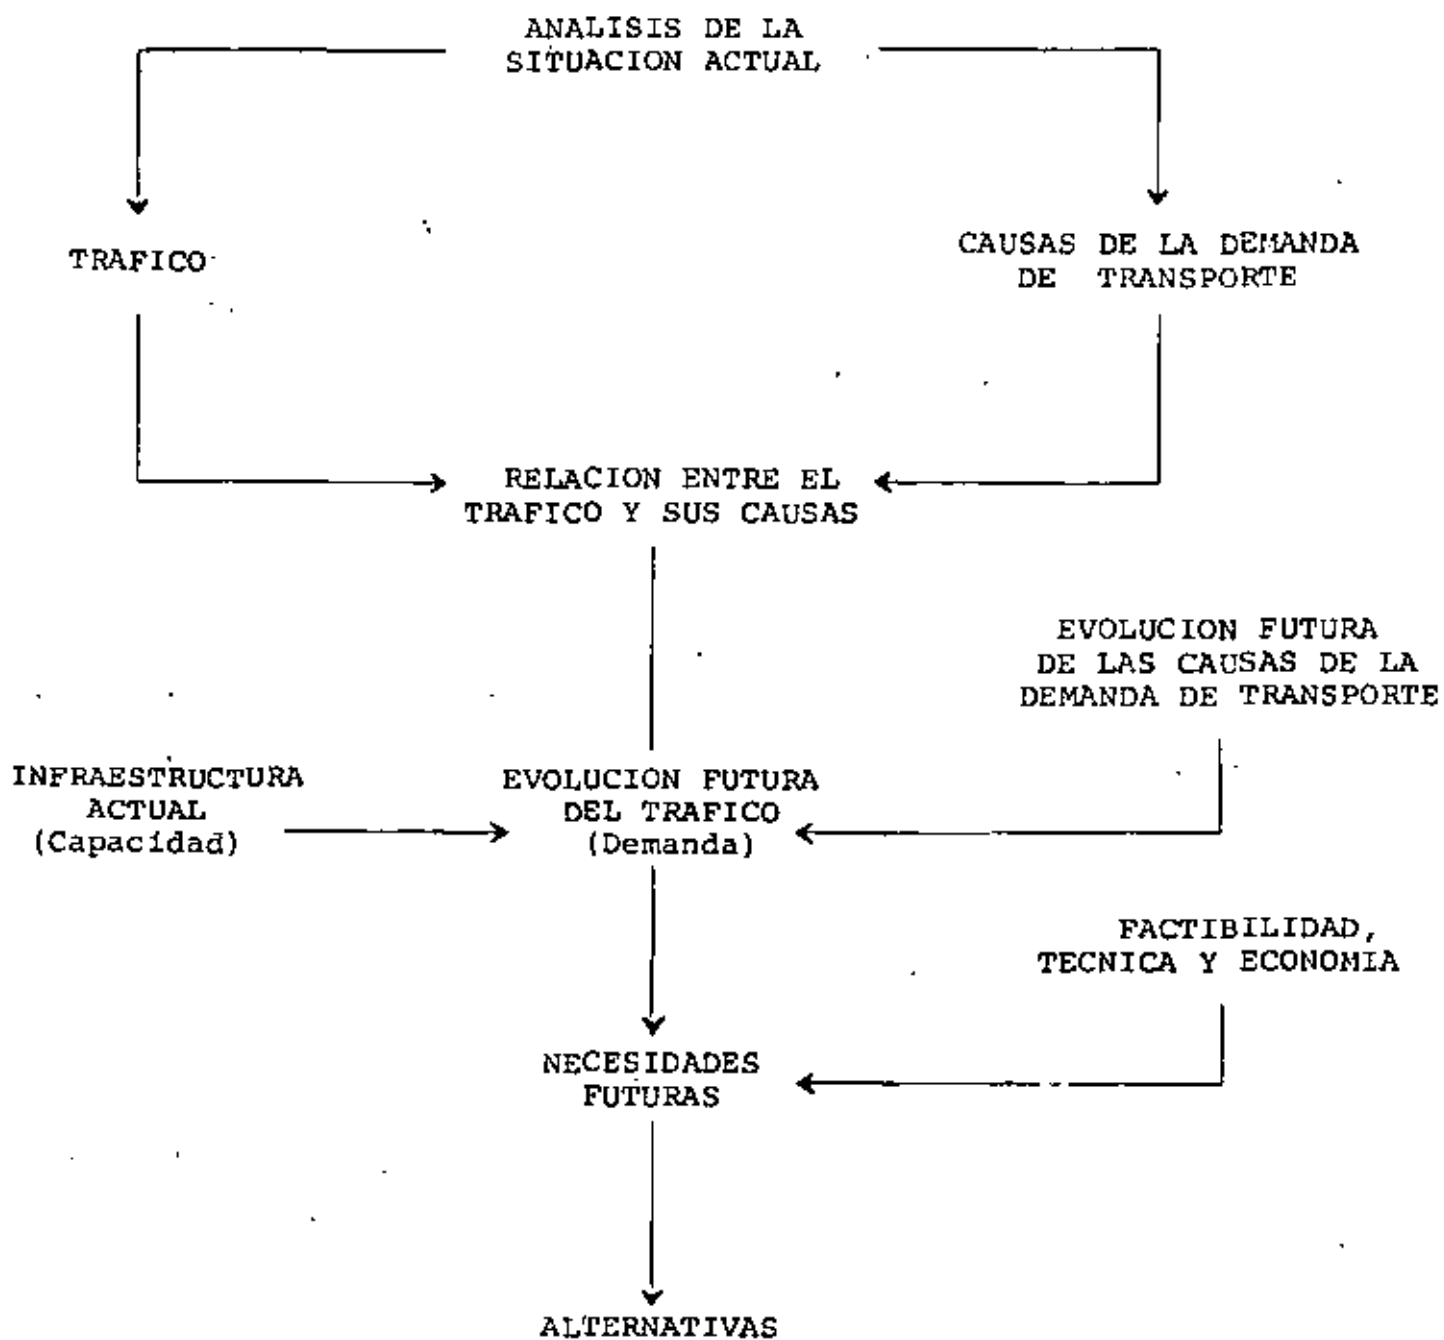 ANALISIS DE LA
SITUACION ACTUAL
TRAFICO
CAUSAS DE LA DEMANDA
DE TRANSPORTE
RELACION ENTRE EL
TRAFICO Y SUS CAUSAS
EVOLUCION FUTURA
DE LAS CAUSAS DE LA
DEMANDA DE TRANSPORTE
INFRAESTRUCTURA
ACTUAL
(Capacidad)
EVOLUCION FUTURA
DEL TRAFICO
(Demanda)
FACTIBILIDAD,
TECNICA Y ECONOMIA
NECESIDADES
FUTURAS
ALTERNATIVAS